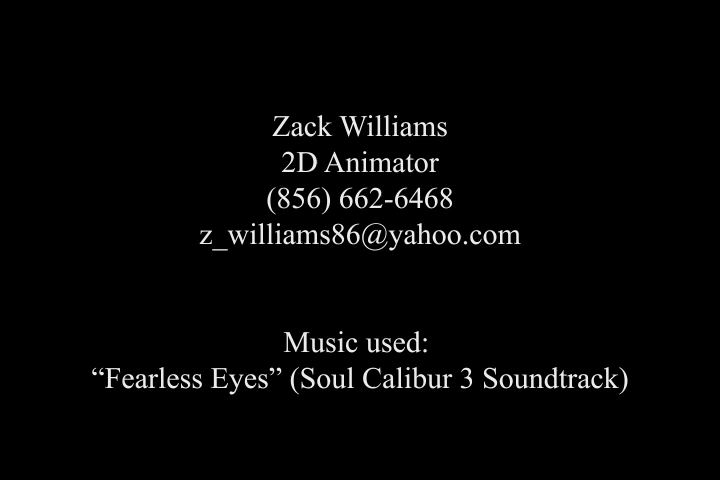 Zack Williams
2D Animator
(856) 662-6468
z_williams86@yahoo.com
Music used:
“Fearless Eyes” (Soul Calibur 3 Soundtrack)